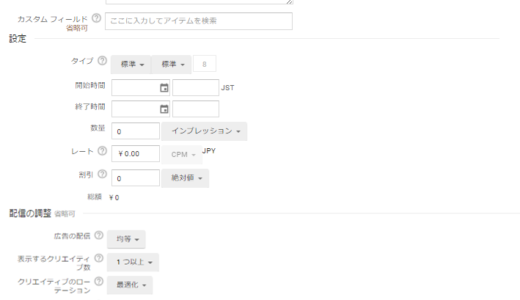 カスタム フィールド
省略可
ここに入力してアイテムを検索
設定
タイプ 標準 標準 8
開始時間 JST
終了時間
数量 0 インプレッション
レート ¥ 0.00 CPM JPY
割引 0 絶対値
総額 ¥ 0
配信の調整 省略可
広告の配信 均等
表示するクリエイティブ数 1 つ以上
クリエイティブのローテーション 最適化